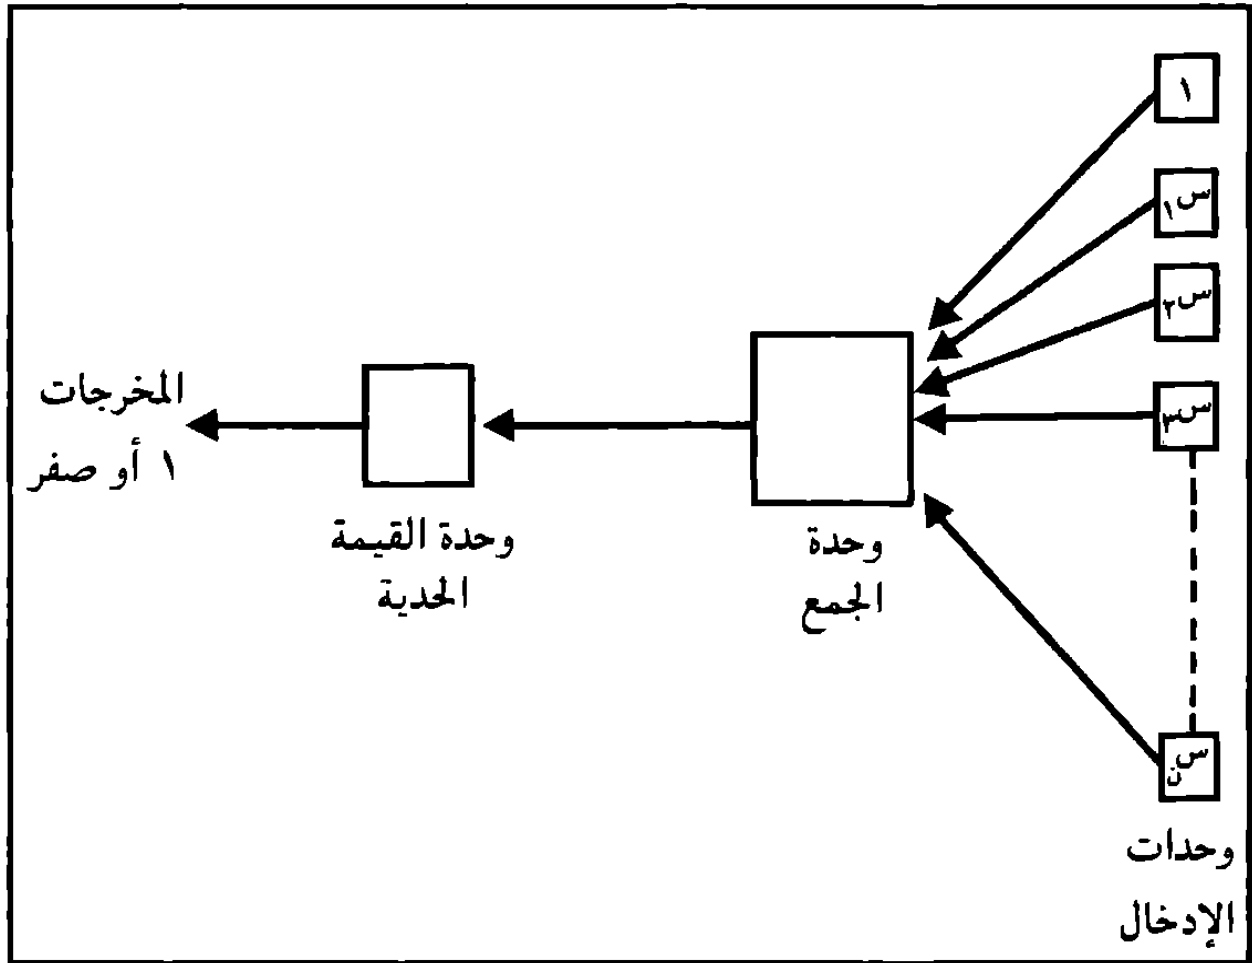 ١
س١
س٢
س٣
سن
وحدات
الإدخال
وحدة
الجمع
وحدة القيمة
الحدية
المخرجات
١ أو صفر